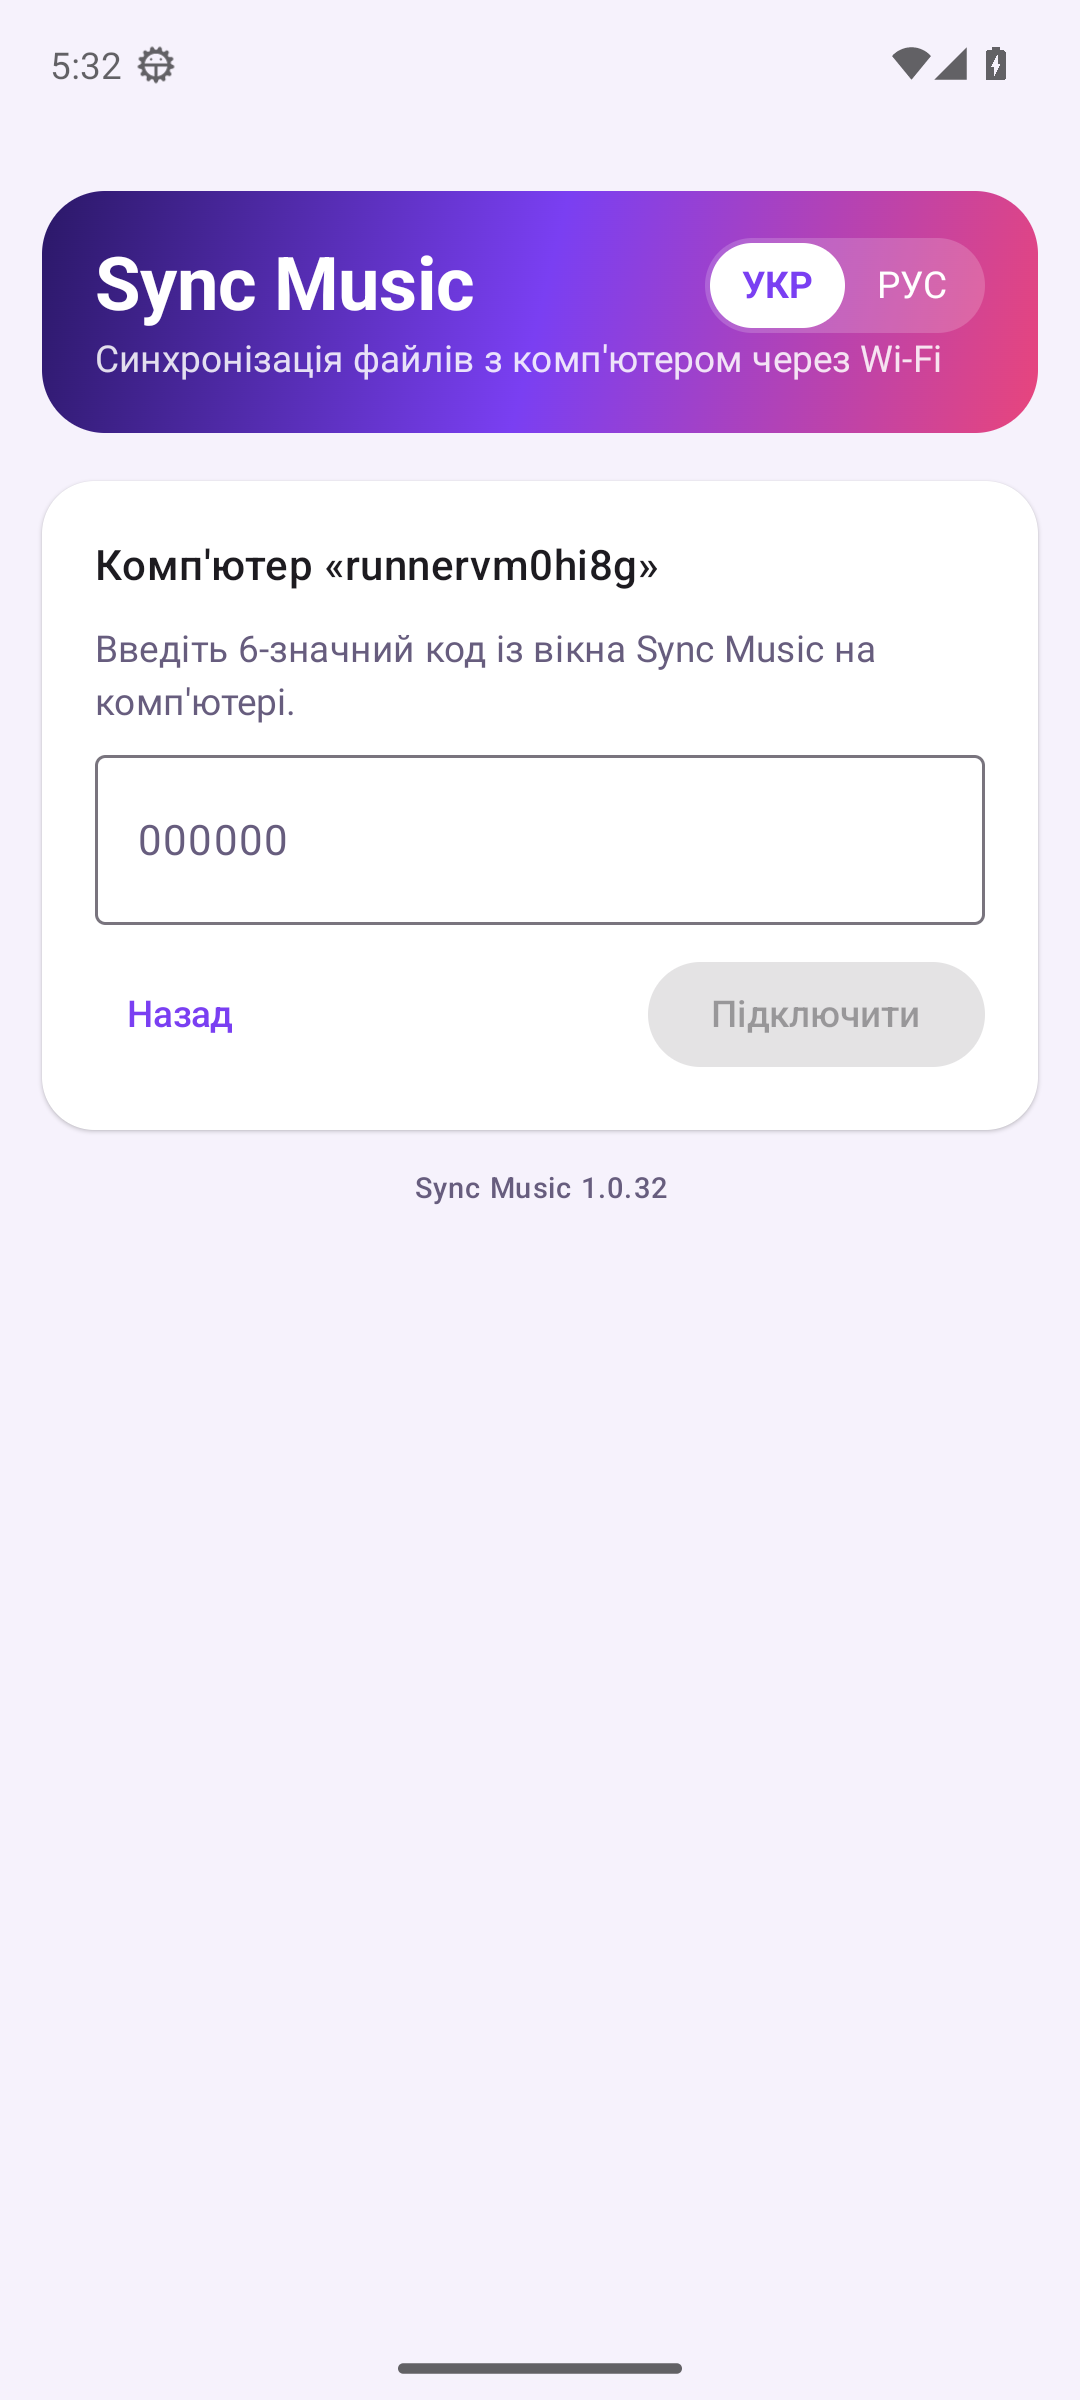 5:32
Sync Music
УКР РУС
Синхронізація файлів з комп'ютером через Wi-Fi
Комп'ютер «runnervm0hi8g»
Введіть 6-значний код із вікна Sync Music на
комп'ютері.
000000
Назад Підключити
Sync Music 1.0.32